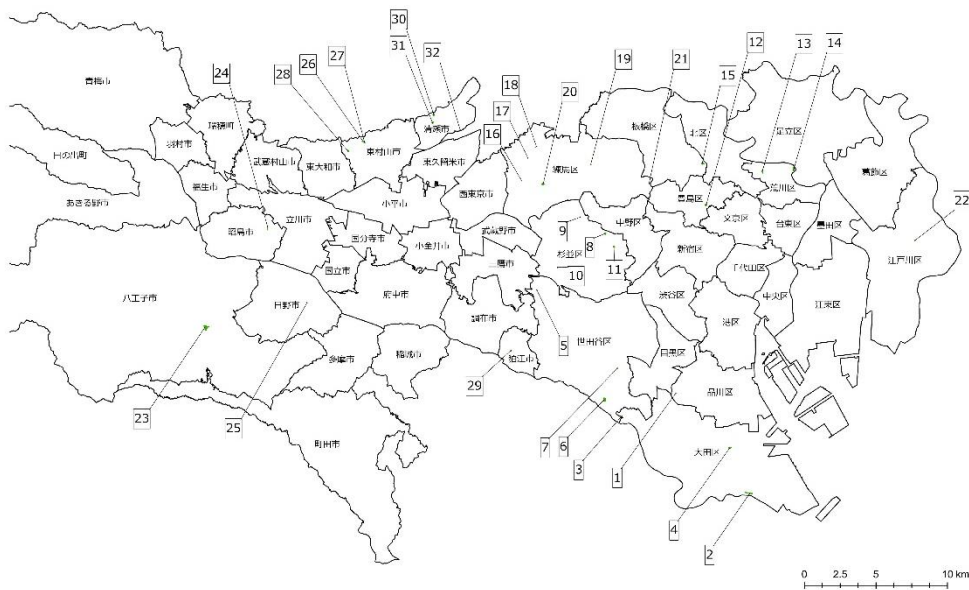 30
31
27
26
28
32
24
18
17
16
19
20
21
12
15
13
14
青梅市
瑞穂町
羽村市
日の出町
あきる野市
福生市
武蔵村山市
東大和市
東村山市
清瀬市
東久留米市
小平市
西東京市
練馬区
板橋区
北区
足立区
荒川区
葛飾区
22
昭島市
立川市
国分寺市
小金井市
武蔵野市
三鷹市
9
8
杉並区
10
11
中野区
豊島区
文京区
台東区
墨田区
新宿区
千代田区
江戸川区
八王子市
日野市
国立市
府中市
調布市
渋谷区
中央区
港区
江東区
世田谷区
目黒区
品川区
多摩市
稲城市
狛江市
5
29
23
25
町田市
7
6
3
1
大田区
4
2
0 2.5 5 10 km